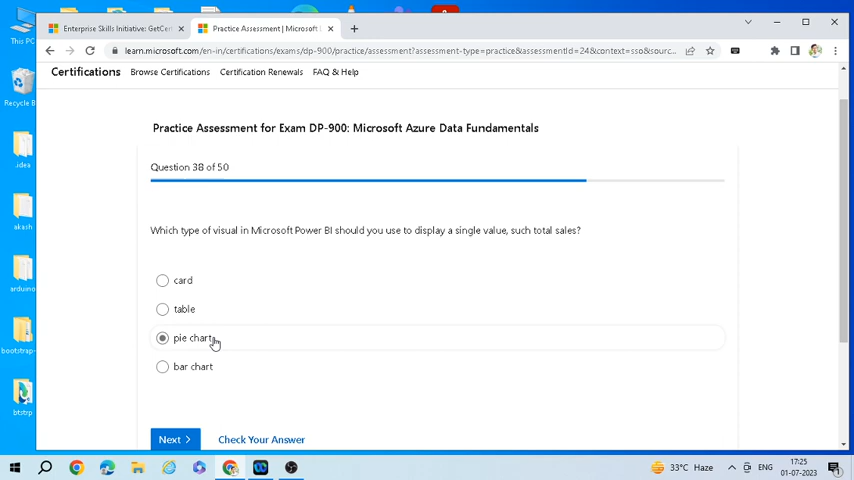 This PC
Recycle B
.idea
akash
arduino
bootstrap-
btstrp
Enterprise Skills Initiative: GetCer
Practice Assessment | Microsoft
learn.microsoft.com/en-in/certifications/exams/dp-900/practice/assessment?assessment-type=practice&assessmentId=24&context=sso&sourc...
Certifications Browse Certifications Certification Renewals FAQ & Help
Practice Assessment for Exam DP-900: Microsoft Azure Data Fundamentals
Question 38 of 50
Which type of visual in Microsoft Power BI should you use to display a single value, such total sales?
card
table
pie chart
bar chart
Next
Check Your Answer
33°C Haze
ENG
17:25
01-07-2023